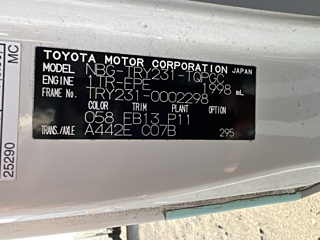 TOYOTA MOTOR CORPORATION JAPAN
MODEL NBG-TRY231-TQPGC
ENGINE 1TR-FPE 1998 mL
FRAME No. TRY231-0002298
COLOR TRIM PLANT OPTION
058 FB13 P11
TRANS./AXLE A442E C07B 295
MC
25290